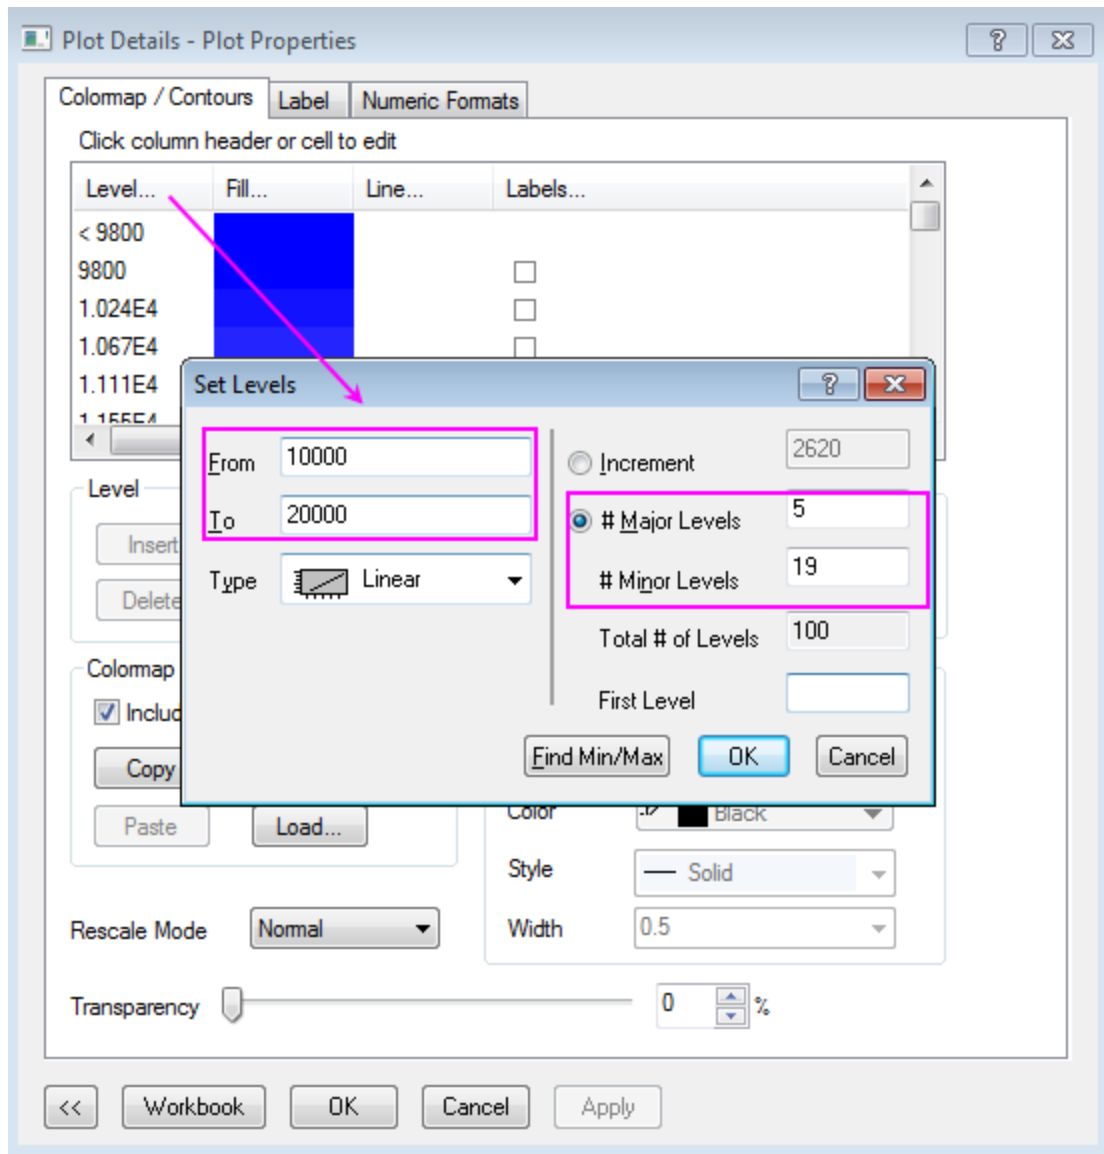 Plot Details - Plot Properties
Colormap / Contours Label Numeric Formats
Click column header or cell to edit
Level... Fill... Line... Labels...
< 9800
9800
1.024E4
1.067E4
1.111E4
1.155E4
Set Levels
From 10000
To 20000
Type Linear
Increment 2620
# Major Levels 5
# Minor Levels 19
Total # of Levels 100
First Level
Find Min/Max OK Cancel
Level
Insert
Delete
Colormap
Includ
Copy
Paste Load...
Color Black
Style Solid
Width 0.5
Rescale Mode Normal
Transparency 0 %
<< Workbook OK Cancel Apply